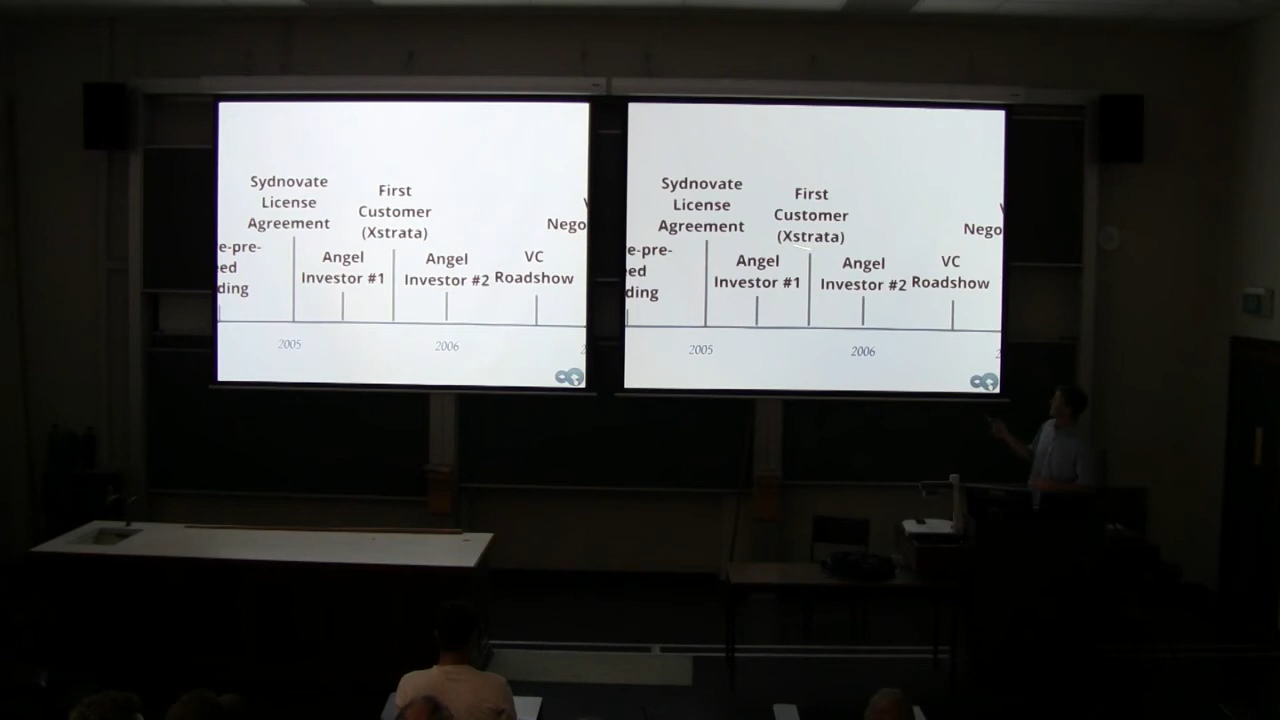 Sydnovate
License
Agreement
First
Customer
(Xstrata)
Nego
e-pre-
ed
ding
Angel
Investor #1
Angel
Investor #2
VC
Roadshow
2005
2006
Sydnovate
License
Agreement
First
Customer
(Xstrata)
Nego
e-pre-
ed
ding
Angel
Investor #1
Angel
Investor #2
VC
Roadshow
2005
2006
2